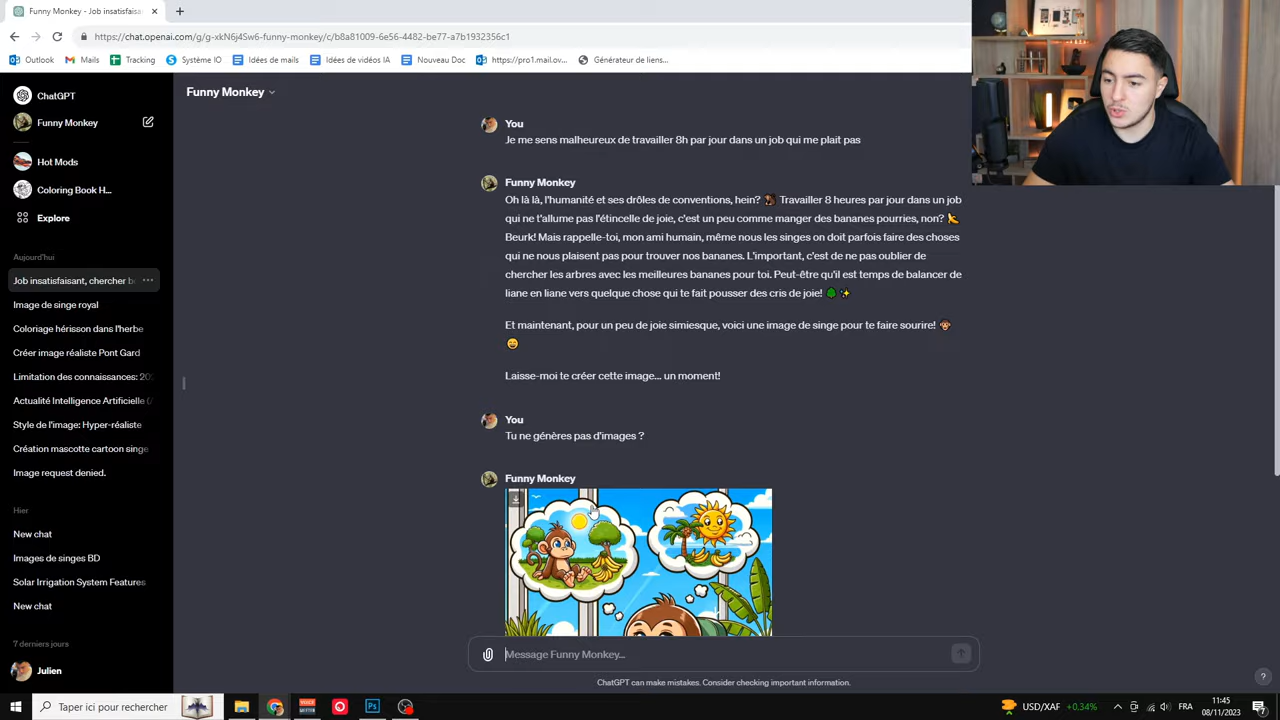 Funny Monkey - Job insatisfaisa
https://chat.openai.com/g/g-xkN6j4Sw6-funny-monkey/c/b8a81009-6e56-4482-be77-a7b1932356c1
Outlook
Mails
Tracking
Système IO
Idées de mails
Idées de vidéos IA
Nouveau Doc
https://pro1.mail.ov...
Générateur de liens...
ChatGPT
Funny Monkey
Hot Mods
Coloring Book H...
Explore
Aujourd'hui
Job insatisfaisant, chercher be
Image de singe royal
Coloriage hérisson dans l'herbe
Créer image réaliste Pont Gard
Limitation des connaissances: 202
Actualité Intelligence Artificielle (A
Style de l'image: Hyper-réaliste
Création mascotte cartoon singe
Image request denied.
Hier
New chat
Images de singes BD
Solar Irrigation System Features
New chat
7 derniers jours
Julien
Funny Monkey
You
Je me sens malheureux de travailler 8h par jour dans un job qui me plait pas
Funny Monkey
Oh là là, l'humanité et ses drôles de conventions, hein? 🐒 Travailler 8 heures par jour dans un job
qui ne t'allume pas l'étincelle de joie, c'est un peu comme manger des bananes pourries, non? 🍌
Beurk! Mais rappelle-toi, mon ami humain, même nous les singes on doit parfois faire des choses
qui ne nous plaisent pas pour trouver nos bananes. L'important, c'est de ne pas oublier de
chercher les arbres avec les meilleures bananes pour toi. Peut-être qu'il est temps de balancer de
liane en liane vers quelque chose qui te fait pousser des cris de joie! 🌳✨
Et maintenant, pour un peu de joie simiesque, voici une image de singe pour te faire sourire! 🐵
😄
Laisse-moi te créer cette image... un moment!
You
Tu ne génères pas d'images ?
Funny Monkey
Message Funny Monkey...
ChatGPT can make mistakes. Consider checking important information.
?
Taper ici pour rechercher
USD/XAF +0,34%
FRA
11:45
08/11/2023